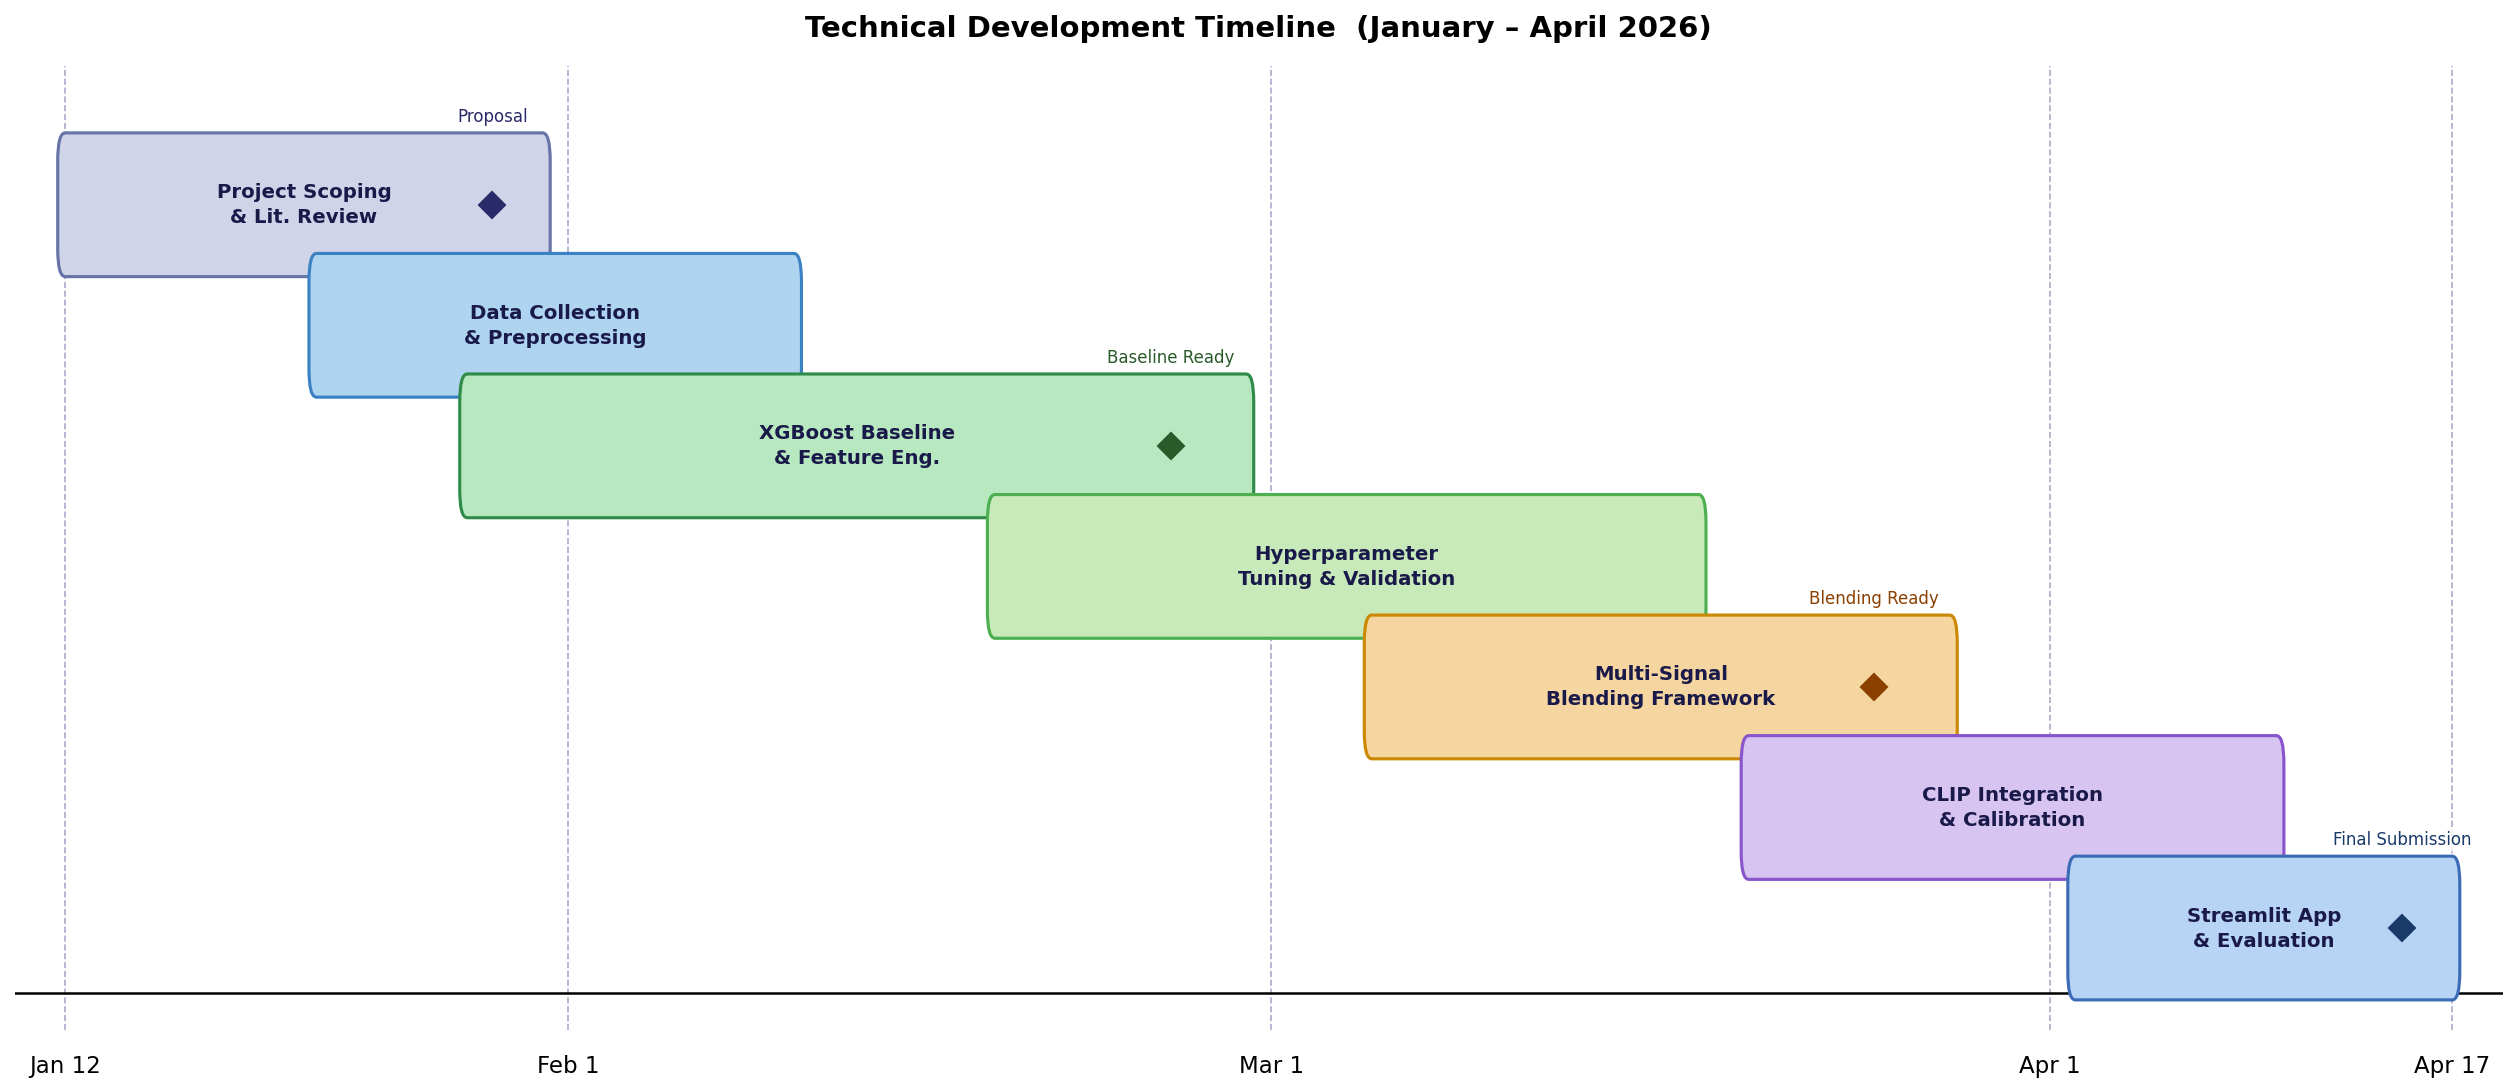 Technical Development Timeline  (January – April 2026)
Proposal
Project Scoping
& Lit. Review
Data Collection
& Preprocessing
Baseline Ready
XGBoost Baseline
& Feature Eng.
Hyperparameter
Tuning & Validation
Blending Ready
Multi-Signal
Blending Framework
CLIP Integration
& Calibration
Final Submission
Streamlit App
& Evaluation
Jan 12
Feb 1
Mar 1
Apr 1
Apr 17